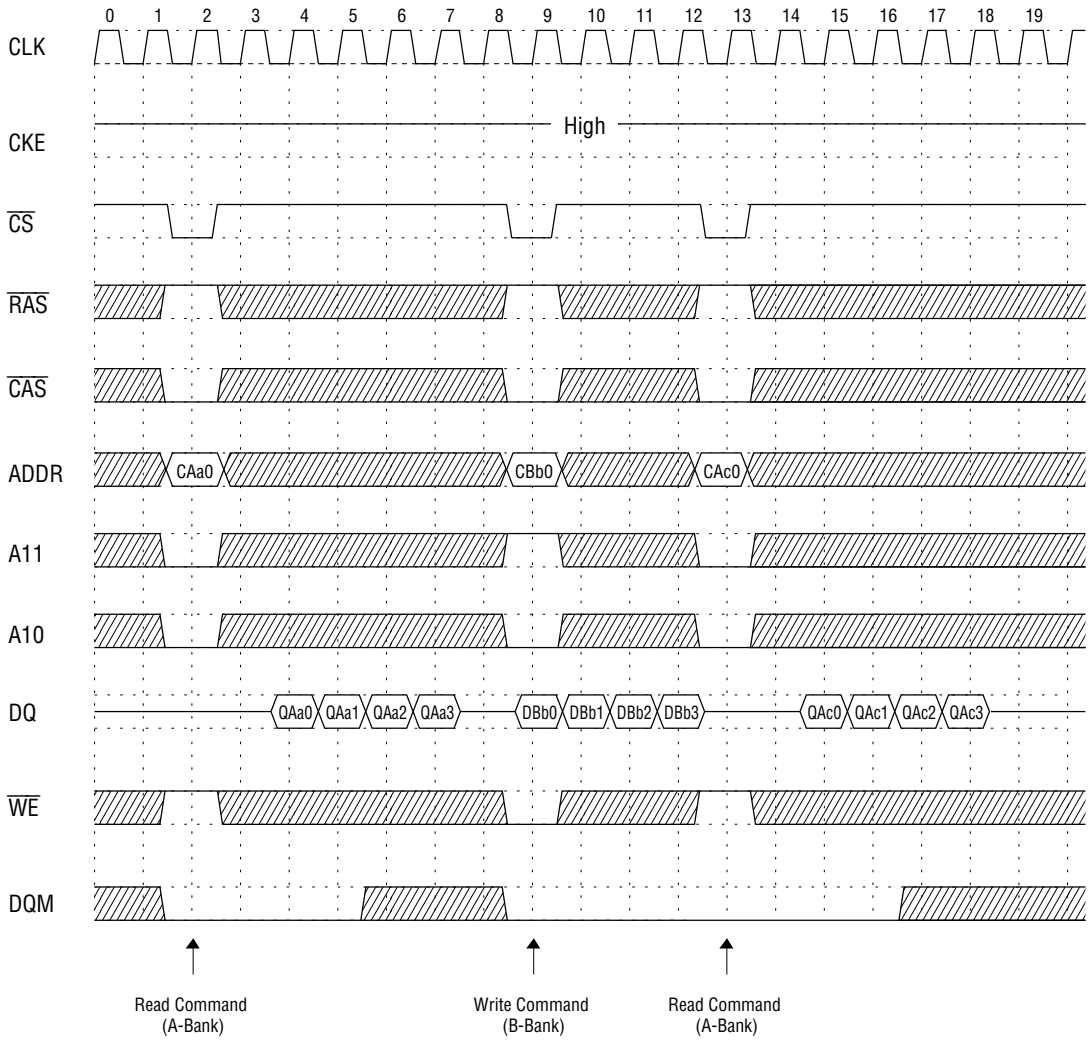 0 1 2 3 4 5 6 7 8 9 10 11 12 13 14 15 16 17 18 19
CLK
CKE
High
CS
RAS
CAS
ADDR
CAa0 CBb0 CAc0
A11
A10
DQ
QAa0 QAa1 QAa2 QAa3 DBb0 DBb1 DBb2 DBb3 QAc0 QAc1 QAc2 QAc3
WE
DQM
Read Command
(A-Bank)
Write Command
(B-Bank)
Read Command
(A-Bank)